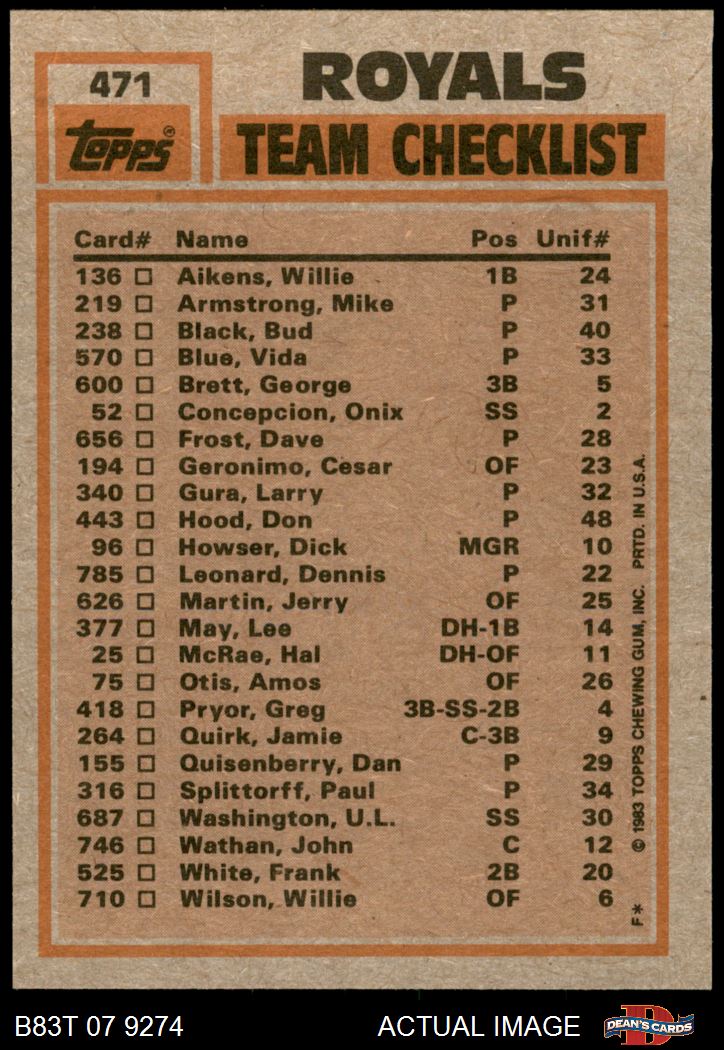 471
ROYALS
Topps®
TEAM CHECKLIST
Card# Name Pos Unif#
136 Aikens, Willie 1B 24
219 Armstrong, Mike P 31
238 Black, Bud P 40
570 Blue, Vida P 33
600 Brett, George 3B 5
52 Concepcion, Onix SS 2
656 Frost, Dave P 28
194 Geronimo, Cesar OF 23
340 Gura, Larry P 32
443 Hood, Don P 48
96 Howser, Dick MGR 10
785 Leonard, Dennis P 22
626 Martin, Jerry OF 25
377 May, Lee DH-1B 14
25 McRae, Hal DH-OF 11
75 Otis, Amos OF 26
418 Pryor, Greg 3B-SS-2B 4
264 Quirk, Jamie C-3B 9
155 Quisenberry, Dan P 29
316 Splittorff, Paul P 34
687 Washington, U.L. SS 30
746 Wathan, John C 12
525 White, Frank 2B 20
710 Wilson, Willie OF 6
F* © 1983 TOPPS CHEWING GUM, INC. PRTD. IN U.S.A.
B83T 07 9274 ACTUAL IMAGE
D
DEAN'S CARDS